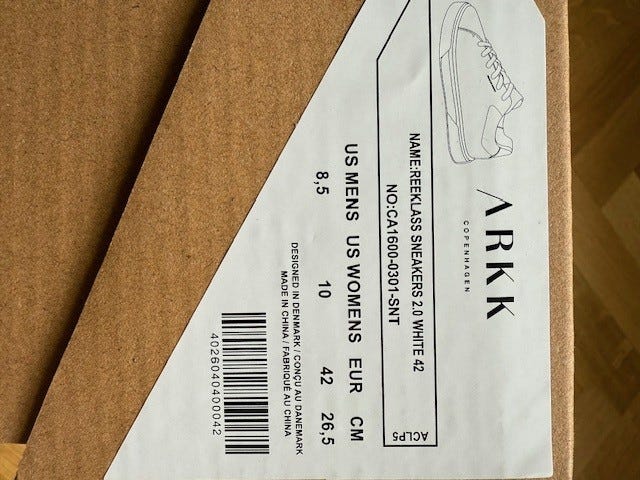 ARKK
COPENHAGEN
NAME:REEKLASS SNEAKERS 2.0 WHITE 42
NO:CA1600-0301-SNT
ACLP5
US MENS US WOMENS EUR CM
8,5 10 42 26,5
DESIGNED IN DENMARK / CONÇU AU DANEMARK
MADE IN CHINA / FABRIQUÉ AU CHINA
4026040400042